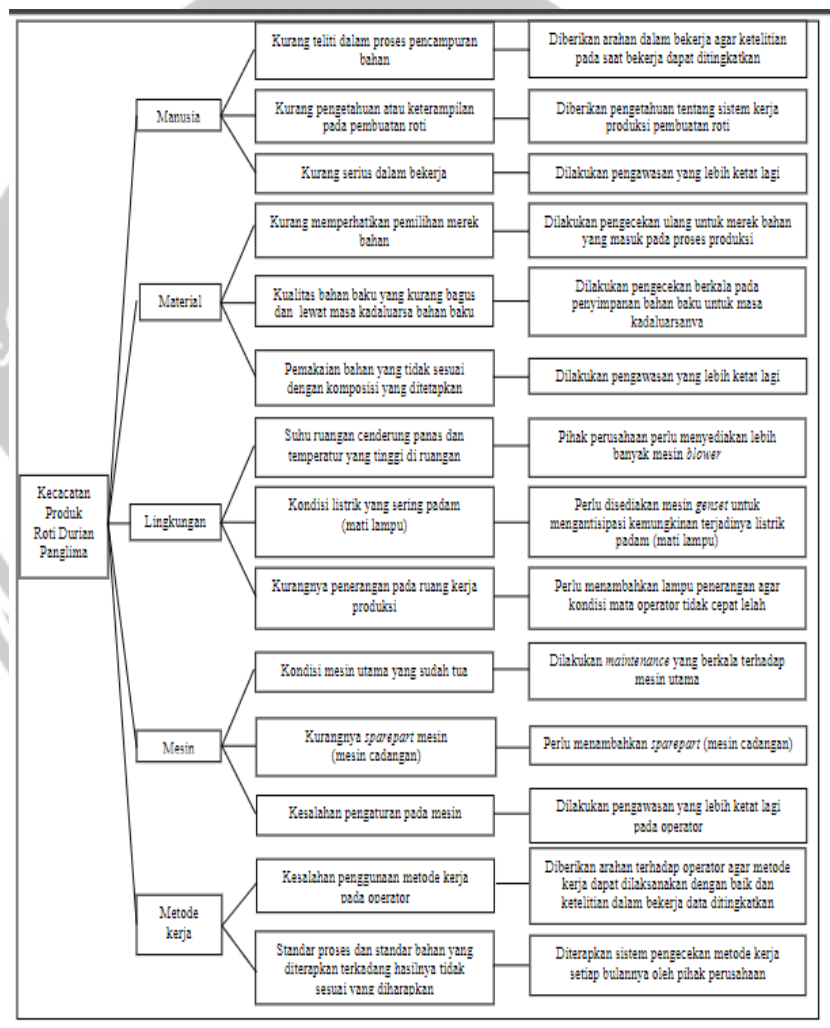 Kecacatan
Produk
Roti Durian
Panglima
Manusia
Kurang teliti dalam proses pencampuran
bahan
Diberikan arahan dalam bekerja agar ketelitian
pada saat bekerja dapat ditingkatkan
Kurang pengetahuan atau keterampilan
pada pembuatan roti
Diberikan pengetahuan tentang sistem kerja
produksi pembuatan roti
Kurang serius dalam bekerja
Dilakukan pengawasan yang lebih ketat lagi
Material
Kurang memperhatikan pemilihan merek
bahan
Dilakukan pengecekan ulang untuk merek bahan
yang masuk pada proses produksi
Kualitas bahan baku yang kurang bagus
dan lewat masa kadaluarsa bahan baku
Dilakukan pengecekan berkala pada
penyimpanan bahan baku untuk masa
kadaluarsanya
Pemakaian bahan yang tidak sesuai
dengan komposisi yang ditetapkan
Dilakukan pengawasan yang lebih ketat lagi
Lingkungan
Suhu ruangan cenderung panas dan
temperatur yang tinggi di ruangan
Pihak perusahaan perlu menyediakan lebih
banyak mesin blower
Kondisi listrik yang sering padam
(mati lampu)
Perlu disediakan mesin genset untuk
mengantisipasi kemungkinan terjadinya listrik
padam (mati lampu)
Kurangnya penerangan pada ruang kerja
produksi
Perlu menambahkan lampu penerangan agar
kondisi mata operator tidak cepat lelah
Mesin
Kondisi mesin utama yang sudah tua
Dilakukan maintenance yang berkala terhadap
mesin utama
Kurangnya sparepart mesin
(mesin cadangan)
Perlu menambahkan sparepart (mesin cadangan)
Kesalahan pengaturan pada mesin
Dilakukan pengawasan yang lebih ketat lagi
pada operator
Metode
kerja
Kesalahan penggunaan metode kerja
pada operator
Diberikan arahan terhadap operator agar metode
kerja dapat dilaksanakan dengan baik dan
ketelitian dalam bekerja data ditingkatkan
Standar proses dan standar bahan yang
diterapkan terkadang hasilnya tidak
sesuai yang diharapkan
Diterapkan sistem pengecekan metode kerja
setiap bulannya oleh pihak perusahaan